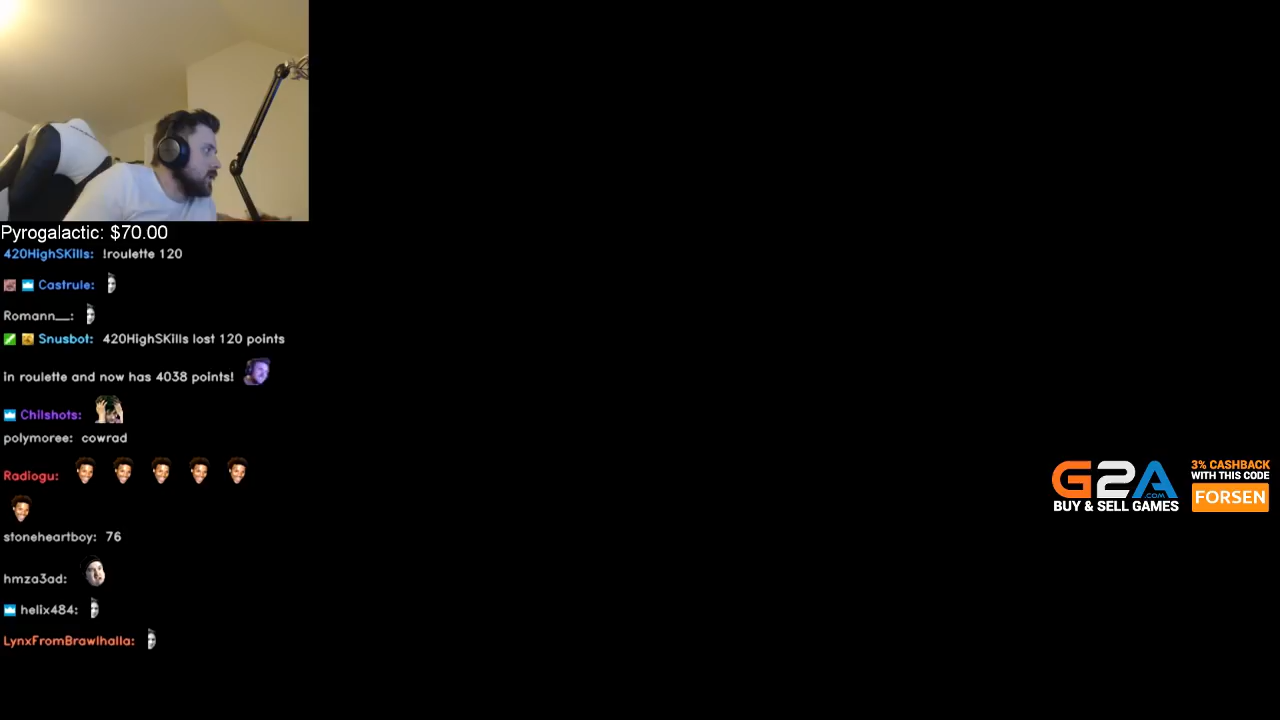 Pyrogalactic: $70.00
420HighSKills: !roulette 120
Castrule:
Romann__:
Snusbot: 420HighSKills lost 120 points
in roulette and now has 4038 points!
Chilshots:
polymoree: cowrad
Radiogu:
stoneheartboy: 76
hmza3ad:
helix484:
LynxFromBrawlhalla:
G2A.COM
BUY & SELL GAMES
3% CASHBACK
WITH THIS CODE
FORSEN